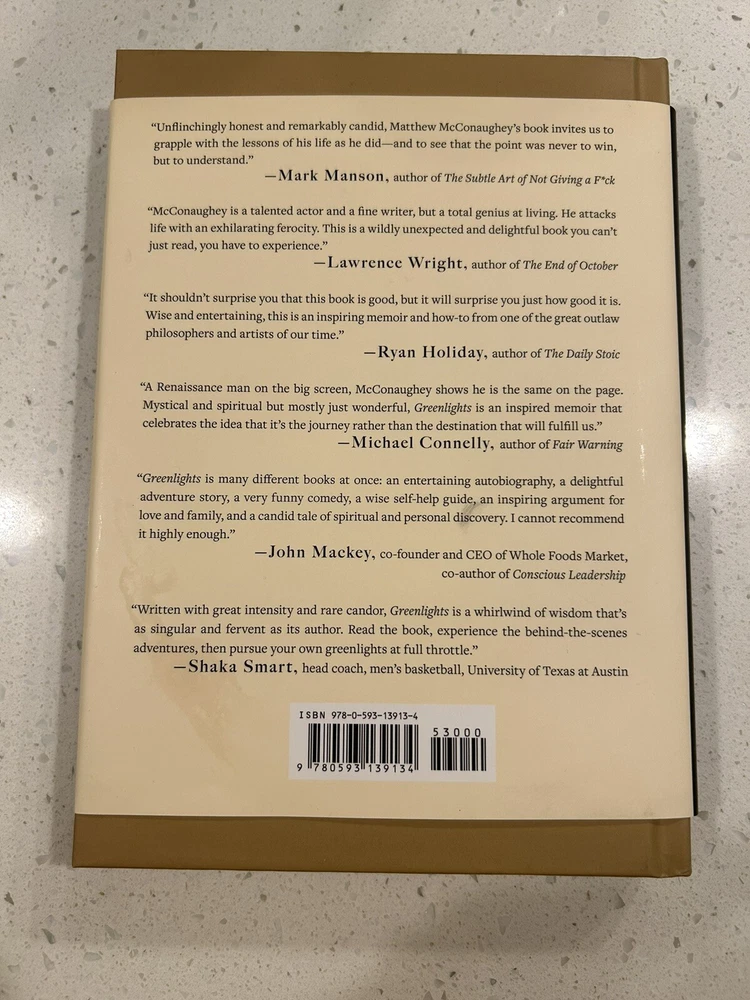 “Unflinchingly honest and remarkably candid, Matthew McConaughey’s book invites us to
grapple with the lessons of his life as he did—and to see that the point was never to win,
but to understand.”
—Mark Manson, author of The Subtle Art of Not Giving a F*ck
“McConaughey is a talented actor and a fine writer, but a total genius at living. He attacks
life with an exhilarating ferocity. This is a wildly unexpected and delightful book you can’t
just read, you have to experience.”
—Lawrence Wright, author of The End of October
“It shouldn’t surprise you that this book is good, but it will surprise you just how good it is.
Wise and entertaining, this is an inspiring memoir and how-to from one of the great outlaw
philosophers and artists of our time.”
—Ryan Holiday, author of The Daily Stoic
“A Renaissance man on the big screen, McConaughey shows he is the same on the page.
Mystical and spiritual but mostly just wonderful, Greenlights is an inspired memoir that
celebrates the idea that it’s the journey rather than the destination that will fulfill us.”
—Michael Connelly, author of Fair Warning
“Greenlights is many different books at once: an entertaining autobiography, a delightful
adventure story, a very funny comedy, a wise self-help guide, an inspiring argument for
love and family, and a candid tale of spiritual and personal discovery. I cannot recommend
it highly enough.”
—John Mackey, co-founder and CEO of Whole Foods Market,
co-author of Conscious Leadership
“Written with great intensity and rare candor, Greenlights is a whirlwind of wisdom that’s
as singular and fervent as its author. Read the book, experience the behind-the-scenes
adventures, then pursue your own greenlights at full throttle.”
—Shaka Smart, head coach, men’s basketball, University of Texas at Austin
ISBN 978-0-593-13913-4
53000
9 780593 139134